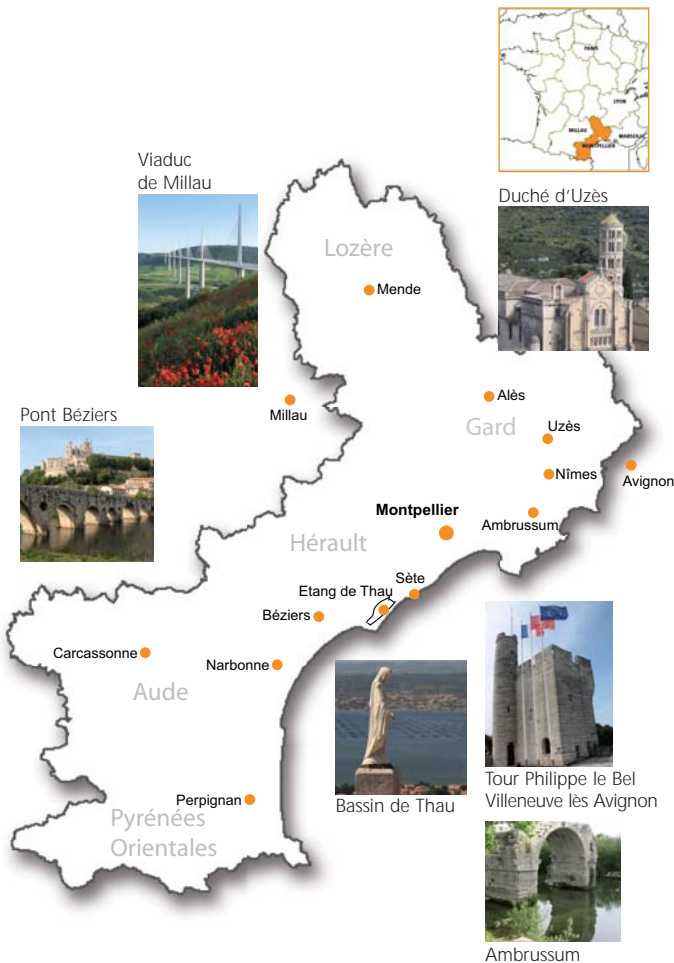 PARIS
LYON
MILLAU
MARSEILLE
MONTPELLIER
Viaduc
de Millau
Duché d'Uzès
Lozère
Mende
Millau
Alès
Gard
Uzès
Pont Béziers
Nîmes
Avignon
Montpellier
Ambrussum
Hérault
Sète
Etang de Thau
Béziers
Carcassonne
Narbonne
Aude
Bassin de Thau
Tour Philippe le Bel
Villeneuve lès Avignon
Perpignan
Pyrénées
Orientales
Ambrussum